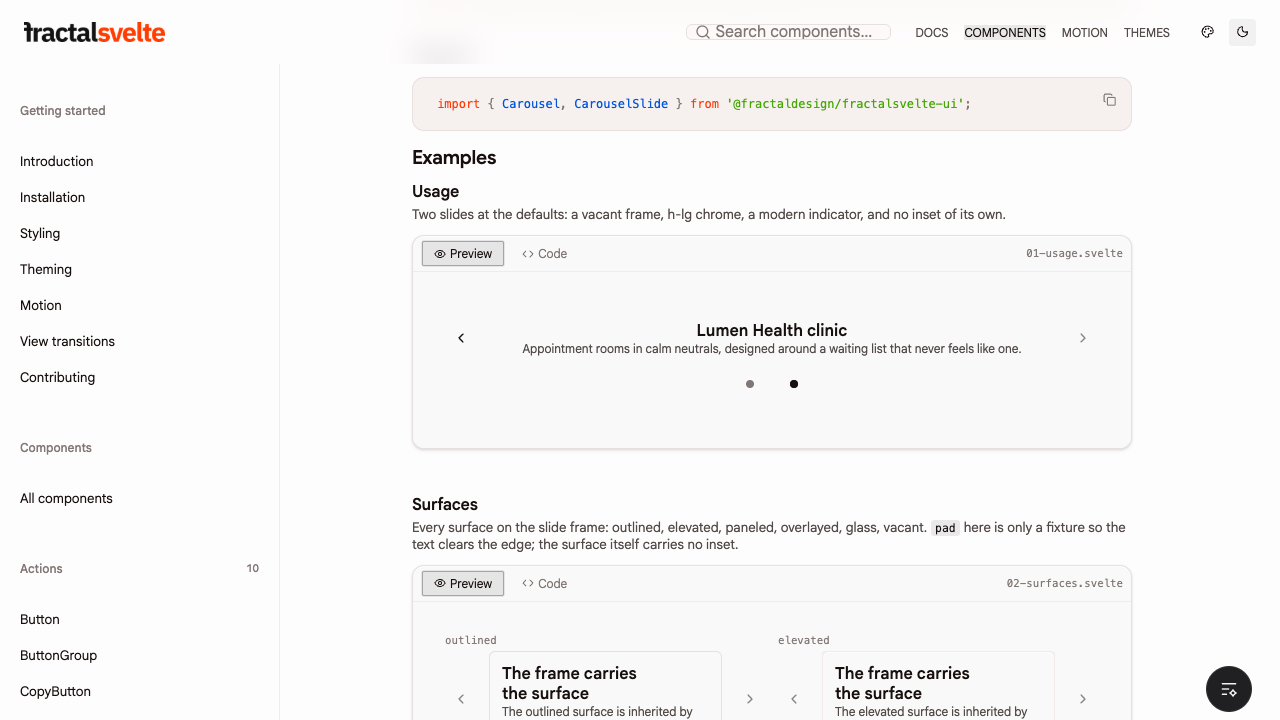 fractalsvelte
Search components...
DOCS
COMPONENTS
MOTION
THEMES
Getting started
Introduction
Installation
Styling
Theming
Motion
View transitions
Contributing
Components
All components
Actions 10
Button
ButtonGroup
CopyButton
import { Carousel, CarouselSlide } from '@fractaldesign/fractalsvelte-ui';
Examples
Usage
Two slides at the defaults: a vacant frame, h-lg chrome, a modern indicator, and no inset of its own.
Preview
Code
01-usage.svelte
Lumen Health clinic
Appointment rooms in calm neutrals, designed around a waiting list that never feels like one.
Surfaces
Every surface on the slide frame: outlined, elevated, paneled, overlayed, glass, vacant. pad here is only a fixture so the
text clears the edge; the surface itself carries no inset.
Preview
Code
02-surfaces.svelte
outlined
The frame carries
the surface
The outlined surface is inherited by
elevated
The frame carries
the surface
The elevated surface is inherited by